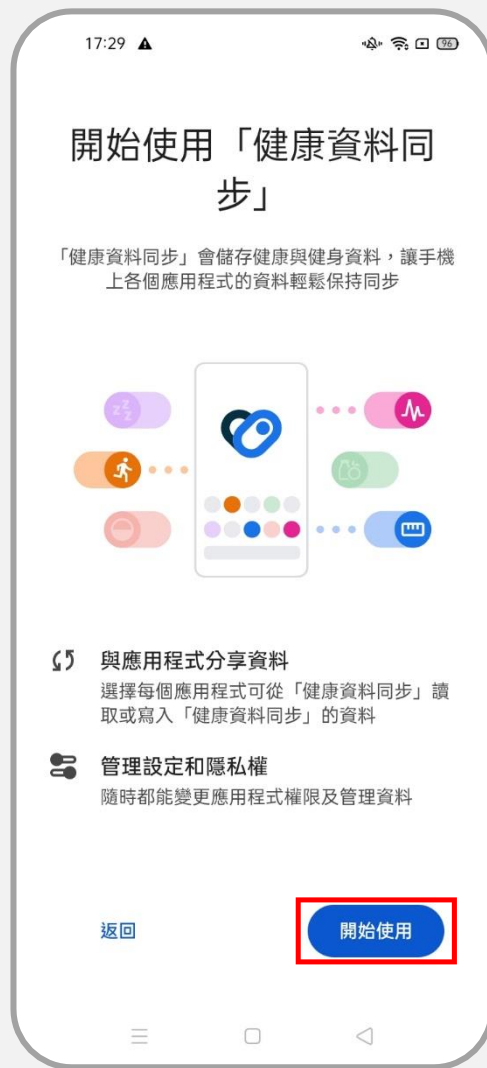 17:29
96
開始使用「健康資料同
步」
「健康資料同步」會儲存健康與健身資料，讓手機
上各個應用程式的資料輕鬆保持同步
zzz
與應用程式分享資料
選擇每個應用程式可從「健康資料同步」讀
取或寫入「健康資料同步」的資料
管理設定和隱私權
隨時都能變更應用程式權限及管理資料
返回
開始使用